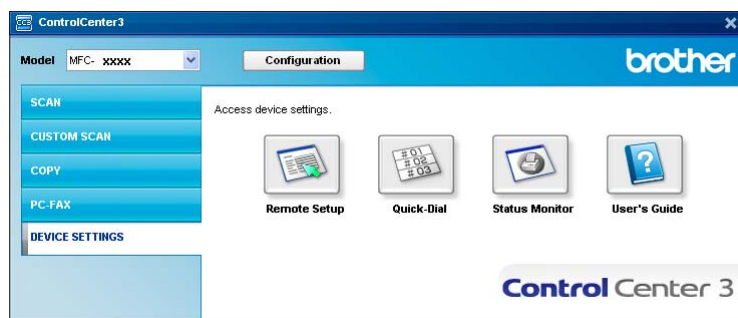 ControlCenter3
Model MFC- xxxx Configuration brother
SCAN
CUSTOM SCAN
COPY
PC-FAX
DEVICE SETTINGS
Access device settings.
#01
#02
#03
Remote Setup Quick-Dial Status Monitor User's Guide
Control Center 3